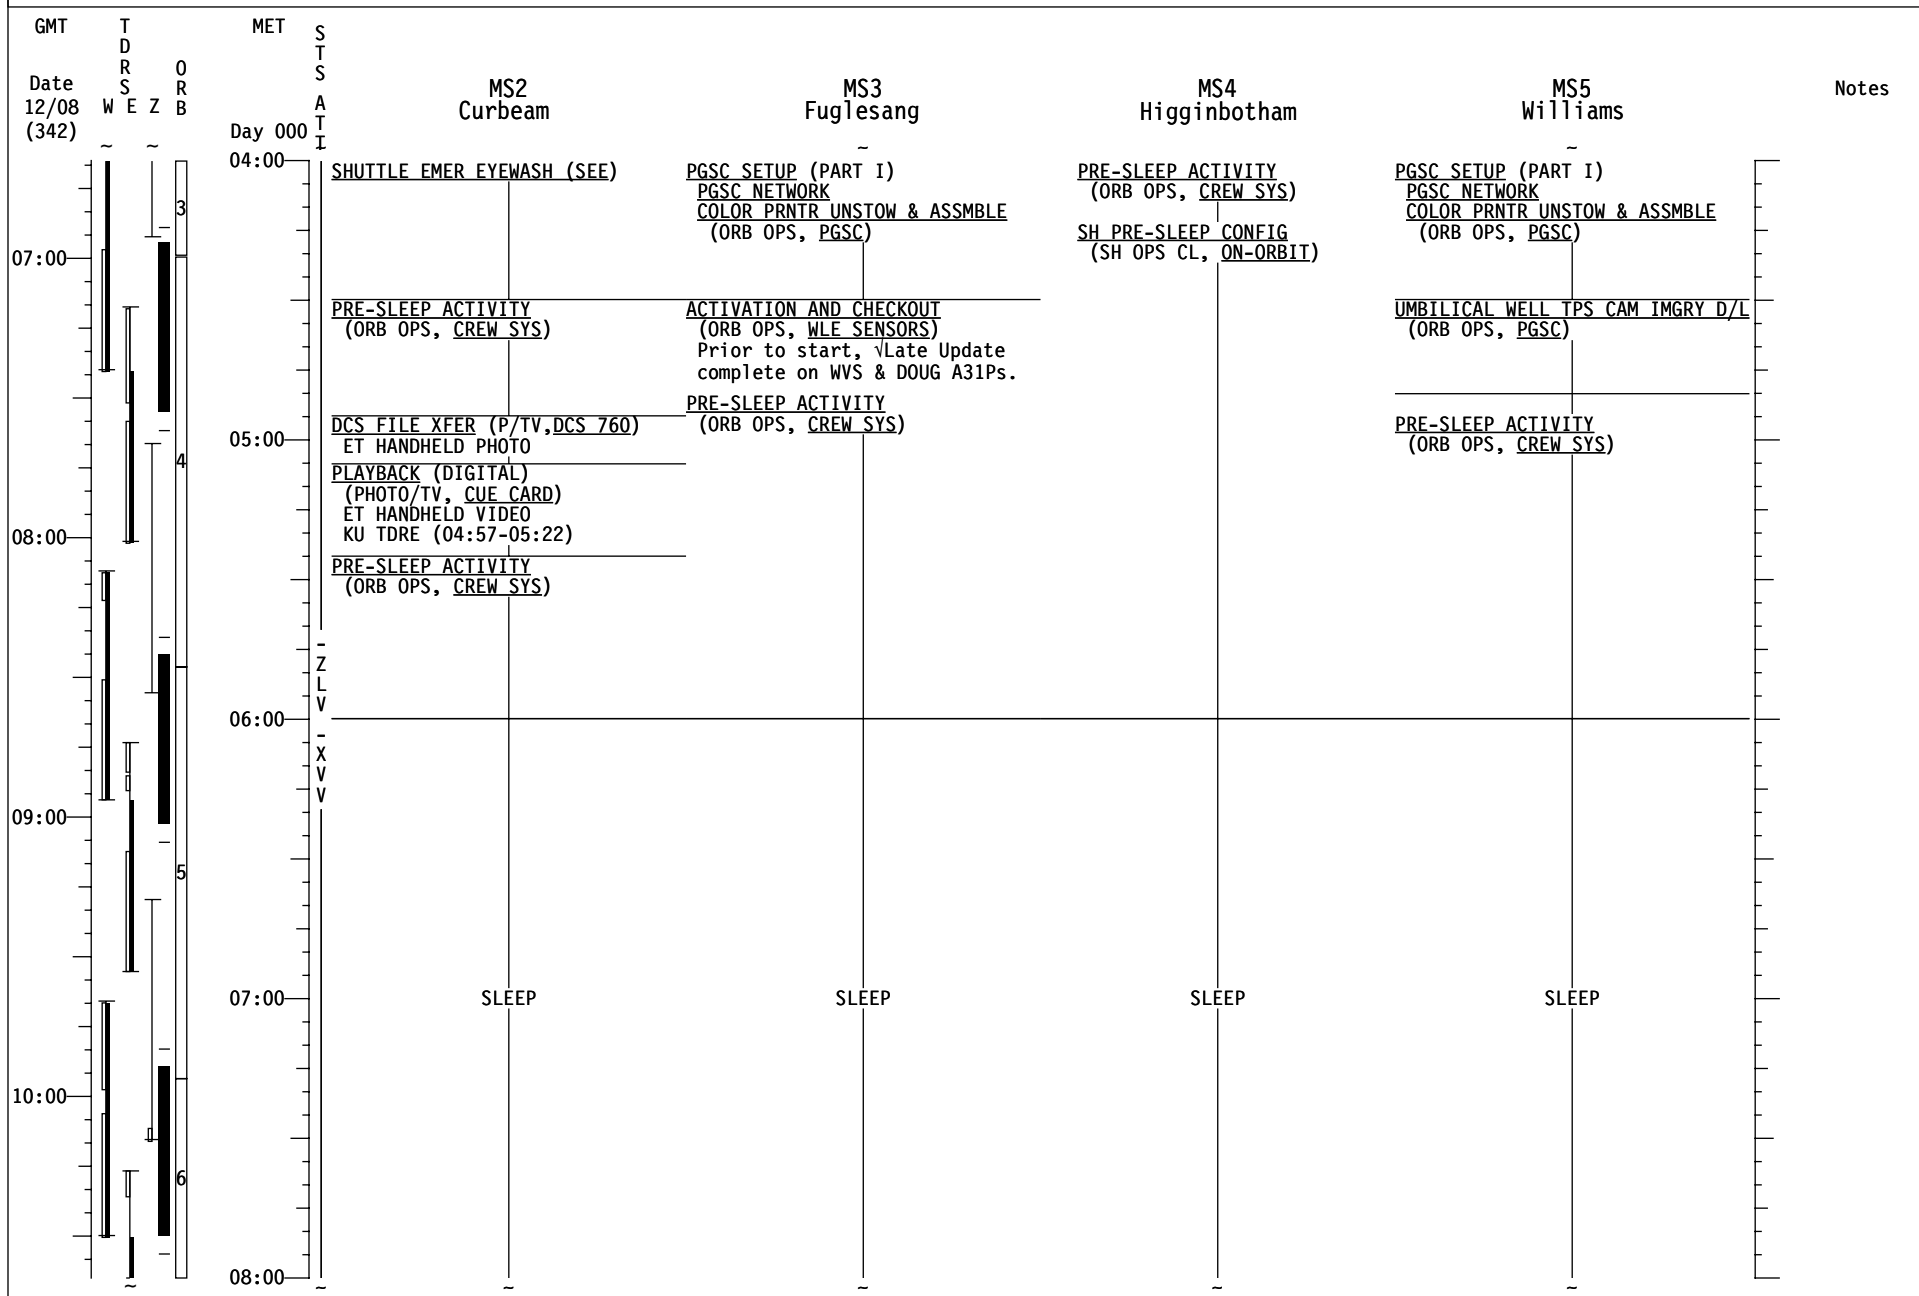 GMT
TDRS
MET
STS ATT
ORB
Date
12/08
(342)
W E Z
Day 000
MS2
Curbeam
MS3
Fuglesang
MS4
Higginbotham
MS5
Williams
Notes
~ ~ ~ ~ ~
04:00
SHUTTLE EMER EYEWASH (SEE)
PGSC SETUP (PART I)
PGSC NETWORK
COLOR PRNTR UNSTOW & ASSMBLE
(ORB OPS, PGSC)
PRE-SLEEP ACTIVITY
(ORB OPS, CREW SYS)
SH PRE-SLEEP CONFIG
(SH OPS CL, ON-ORBIT)
PGSC SETUP (PART I)
PGSC NETWORK
COLOR PRNTR UNSTOW & ASSMBLE
(ORB OPS, PGSC)
3
07:00
PRE-SLEEP ACTIVITY
(ORB OPS, CREW SYS)
ACTIVATION AND CHECKOUT
(ORB OPS, WLE SENSORS)
Prior to start, √Late Update
complete on WVS & DOUG A31Ps.
UMBILICAL WELL TPS CAM IMGRY D/L
(ORB OPS, PGSC)
PRE-SLEEP ACTIVITY
(ORB OPS, CREW SYS)
DCS FILE XFER (P/TV,DCS 760)
ET HANDHELD PHOTO
PRE-SLEEP ACTIVITY
(ORB OPS, CREW SYS)
05:00
4
PLAYBACK (DIGITAL)
(PHOTO/TV, CUE CARD)
ET HANDHELD VIDEO
KU TDRE (04:57-05:22)
08:00
PRE-SLEEP ACTIVITY
(ORB OPS, CREW SYS)
-ZLV
06:00
-XVV
09:00
5
07:00
SLEEP
SLEEP
SLEEP
SLEEP
10:00
6
08:00
~ ~ ~ ~ ~ ~